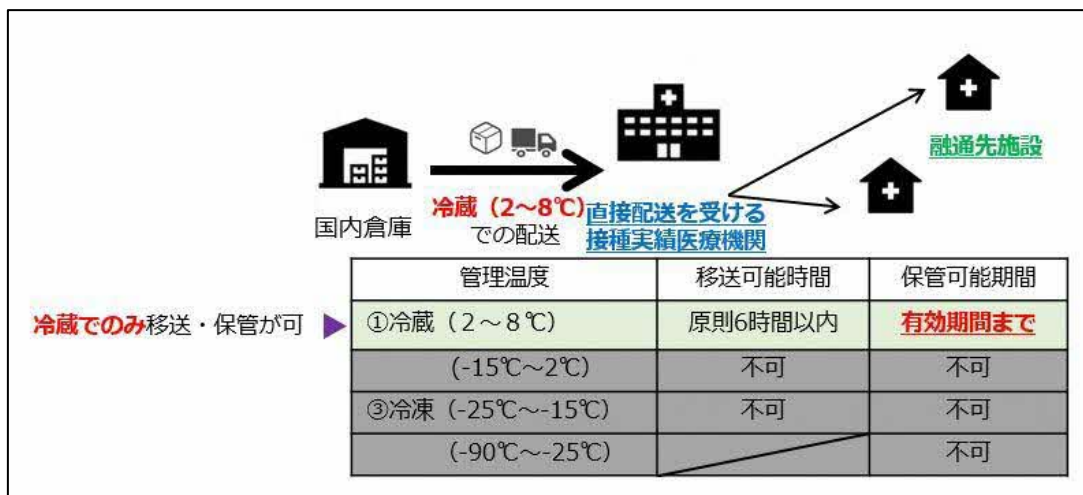 融通先施設
国内倉庫
冷蔵（2～8℃）
での配送
直接配送を受ける
接種実績医療機関
冷蔵でのみ移送・保管が可
管理温度 移送可能時間 保管可能期間
①冷蔵（2～8℃） 原則6時間以内 有効期間まで
(-15℃～2℃) 不可 不可
③冷凍（-25℃～-15℃） 不可 不可
(-90℃～-25℃) 不可